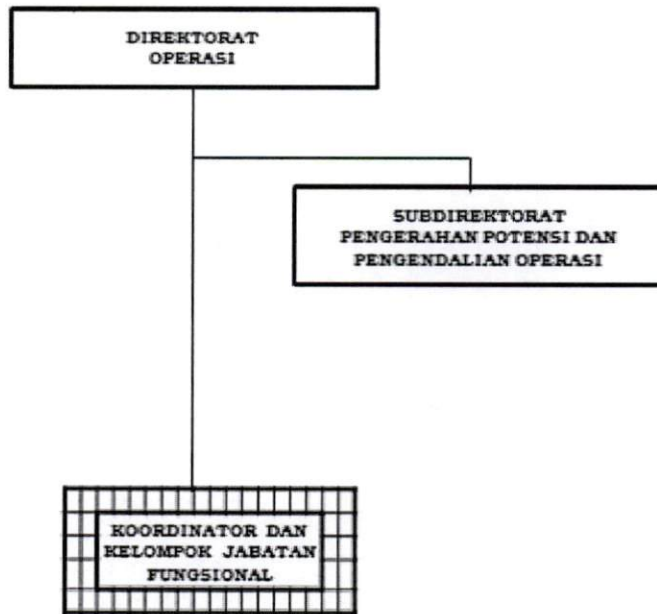 DIREKTORAT
OPERASI
SUBDIREKTORAT
PENGERAHAN POTENSI DAN
PENGENDALIAN OPERASI
KOORDINATOR DAN
KELOMPOK JABATAN
FUNGSIONAL